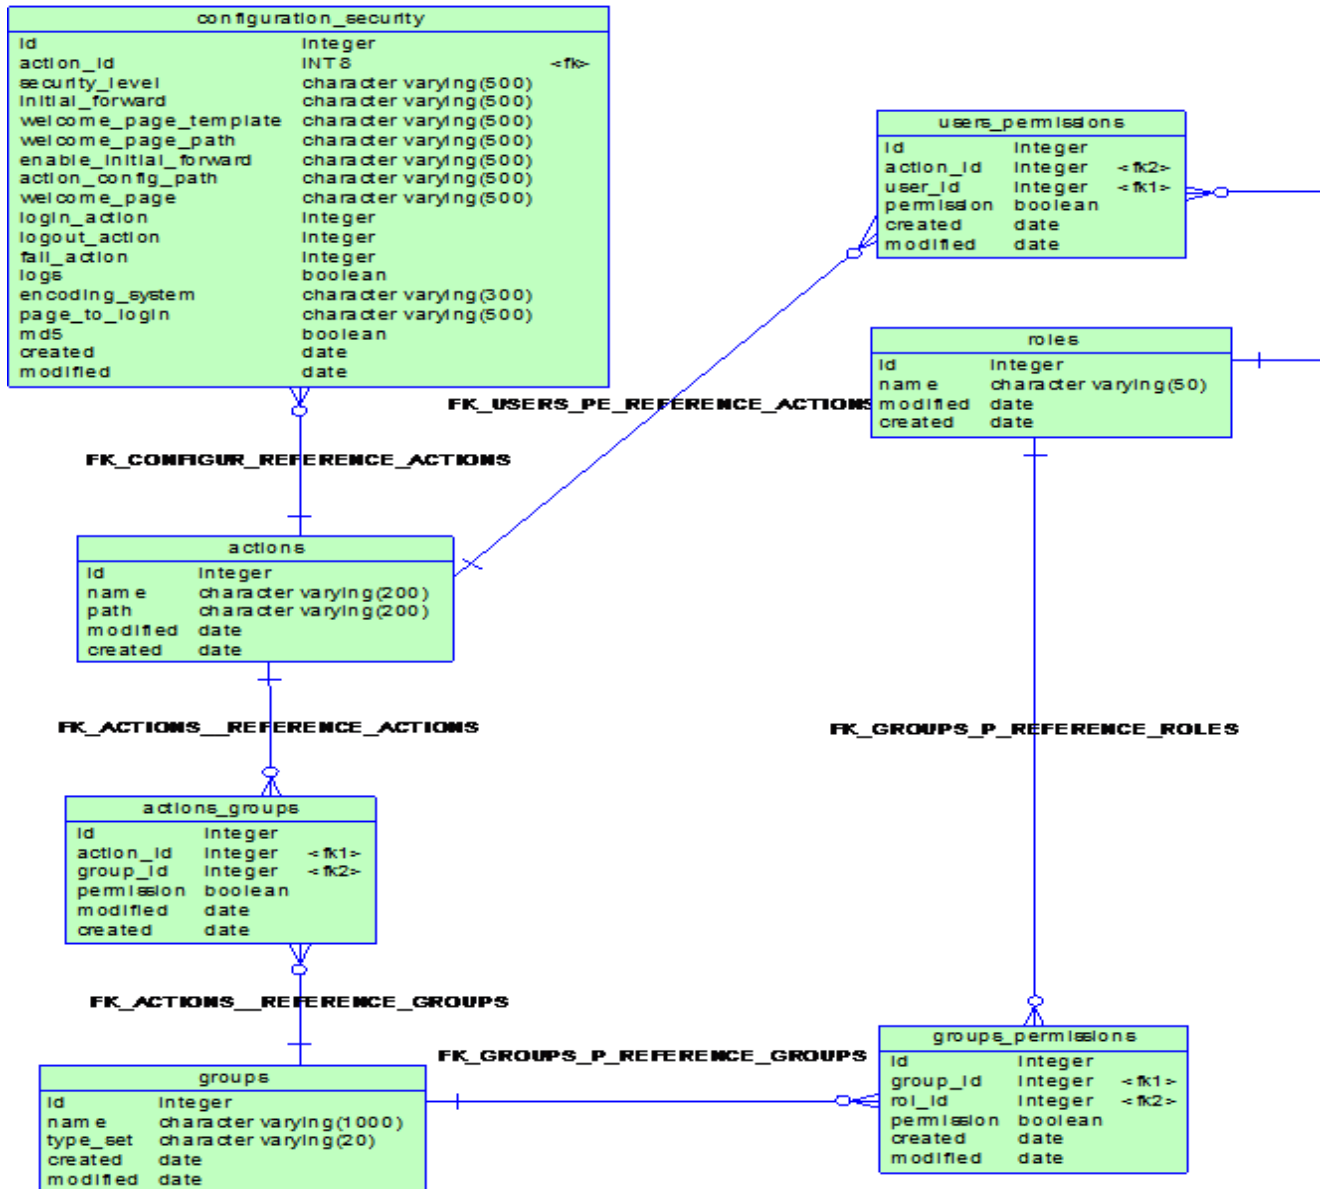 configuration_security
id Integer
action_id INT8 <fk>
security_level character varying(500)
initial_forward character varying(500)
welcome_page_template character varying(500)
welcome_page_path character varying(500)
enable_initial_forward character varying(500)
action_config_path character varying(500)
welcome_page character varying(500)
login_action Integer
logout_action Integer
fail_action Integer
logs boolean
encoding_system character varying(300)
page_to_login character varying(500)
md5 boolean
created date
modified date
users_permissions
id Integer
action_id Integer <fk2>
user_id Integer <fk1>
permission boolean
created date
modified date
roles
id Integer
name character varying(50)
modified date
created date
FK_USERS_PE_REFERENCE_ACTIONS
FK_CONFIGUR_REFERENCE_ACTIONS
actions
id Integer
name character varying(200)
path character varying(200)
modified date
created date
FK_ACTIONS__REFERENCE_ACTIONS
FK_GROUPS_P_REFERENCE_ROLES
actions_groups
id Integer
action_id Integer <fk1>
group_id Integer <fk2>
permission boolean
modified date
created date
FK_ACTIONS__REFERENCE_GROUPS
FK_GROUPS_P_REFERENCE_GROUPS
groups
id Integer
name character varying(1000)
type_set character varying(20)
created date
modified date
groups_permissions
id Integer
group_id Integer <fk1>
rol_id Integer <fk2>
permission boolean
created date
modified date